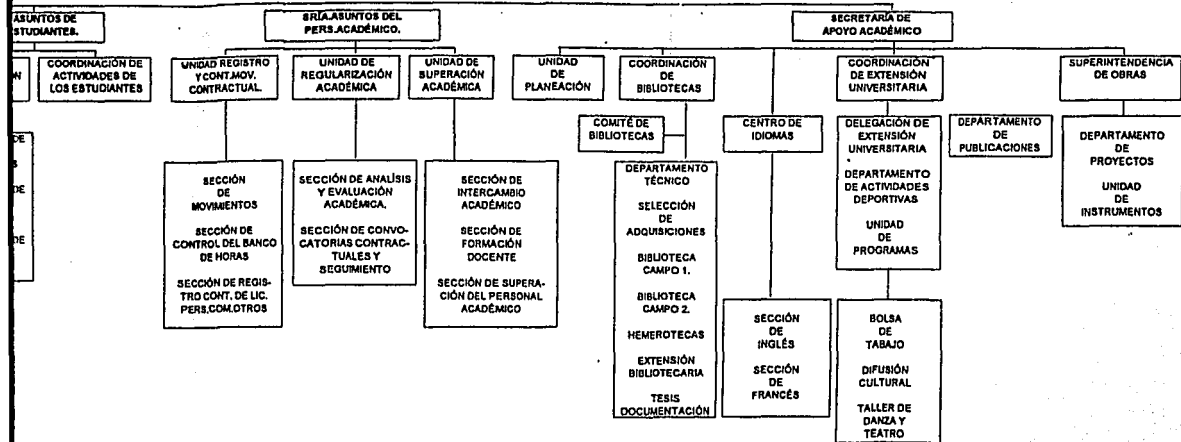 ASUNTOS DE
ESTUDIANTES.
SRÍA.ASUNTOS DEL
PERS.ACADÉMICO.
SECRETARÍA DE
APOYO ACADÉMICO
COORDINACIÓN DE
ACTIVIDADES DE
LOS ESTUDIANTES
UNIDAD REGISTRO
Y CONT.MOV.
CONTRACTUAL.
UNIDAD DE
REGULARIZACIÓN
ACADÉMICA
UNIDAD DE
SUPERACIÓN
ACADÉMICA
UNIDAD
DE
PLANEACIÓN
COORDINACIÓN
DE
BIBLIOTECAS
COORDINACIÓN
DE EXTENSIÓN
UNIVERSITARIA
SUPERINTENDENCIA
DE OBRAS
COMITÉ DE
BIBLIOTECAS
CENTRO DE
IDIOMAS
DELEGACIÓN DE
EXTENSIÓN
UNIVERSITARIA
DEPARTAMENTO
DE ACTIVIDADES
DEPORTIVAS
UNIDAD
DE
PROGRAMAS
DEPARTAMENTO
DE
PUBLICACIONES
DEPARTAMENTO
DE
PROYECTOS
UNIDAD
DE
INSTRUMENTOS
DE
DE
DE
SECCIÓN
DE
MOVIMIENTOS
SECCIÓN DE
CONTROL DEL BANCO
DE HORAS
SECCIÓN DE REGIS-
TRO CONT. DE LIC.
PERS.COM.OTROS
SECCIÓN DE ANALÍSIS
Y EVALUACIÓN
ACADÉMICA.
SECCIÓN DE CONVO-
CATORIAS CONTRAC-
TUALES Y
SEGUIMIENTO
SECCIÓN DE
INTERCAMBIO
ACADÉMICO
SECCIÓN DE
FORMACIÓN
DOCENTE
SECCIÓN DE SUPERA-
CIÓN DEL PERSONAL
ACADÉMICO
DEPARTAMENTO
TÉCNICO
SELECCIÓN
DE
ADQUISICIONES
BIBLIOTECA
CAMPO 1.
BIBLIOTECA
CAMPO 2.
HEMEROTECAS
EXTENSIÓN
BIBLIOTECARIA
TESIS
DOCUMENTACIÓN
SECCIÓN
DE
INGLÉS
SECCIÓN
DE
FRANCÉS
BOLSA
DE
TABAJO
DIFUSIÓN
CULTURAL
TALLER DE
DANZA Y
TEATRO